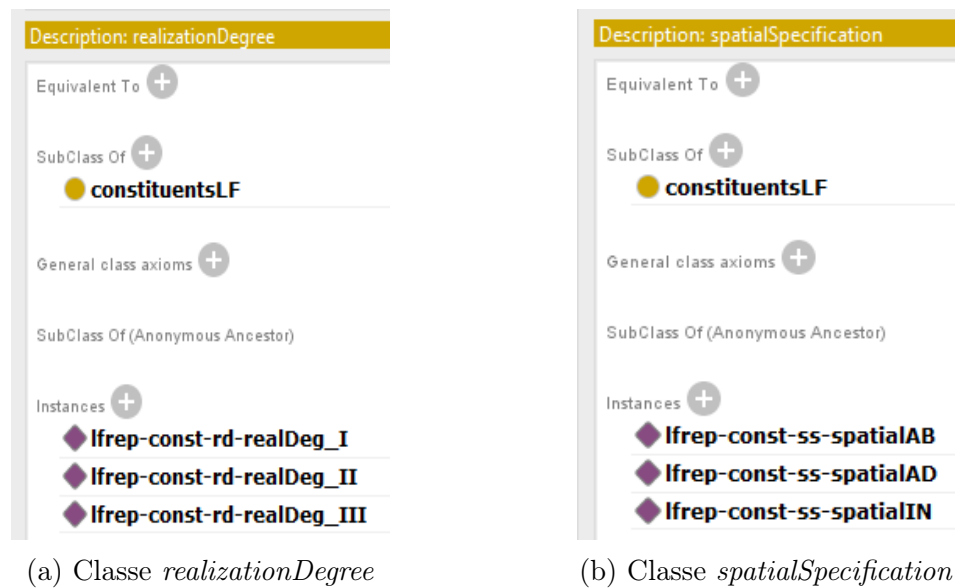 Description: realizationDegree
Equivalent To
SubClass Of
constituentsLF
General class axioms
SubClass Of (Anonymous Ancestor)
Instances
lfrep-const-rd-realDeg_I
lfrep-const-rd-realDeg_II
lfrep-const-rd-realDeg_III
(a) Classe realizationDegree
Description: spatialSpecification
Equivalent To
SubClass Of
constituentsLF
General class axioms
SubClass Of (Anonymous Ancestor)
Instances
lfrep-const-ss-spatialAB
lfrep-const-ss-spatialAD
lfrep-const-ss-spatialIN
(b) Classe spatialSpecification